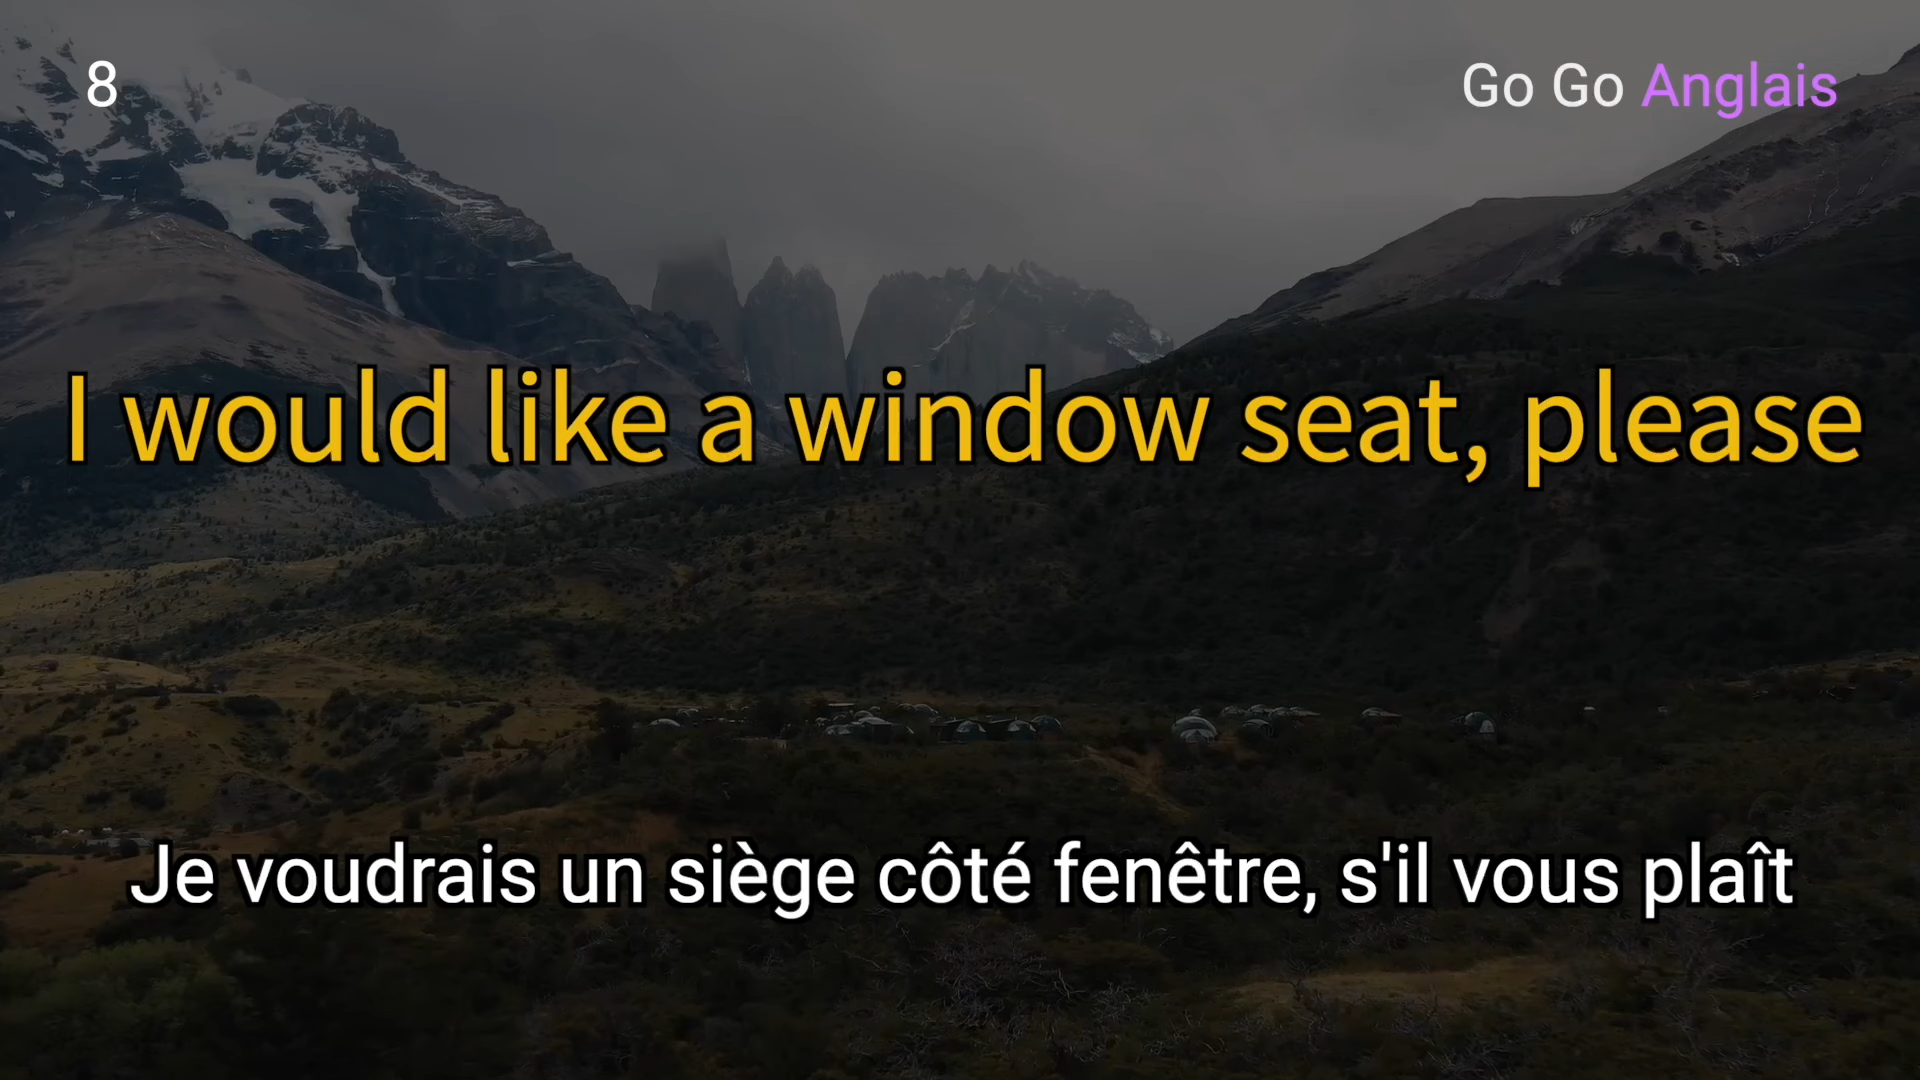 8
Go Go Anglais
I would like a window seat, please
Je voudrais un siège côté fenêtre, s'il vous plaît